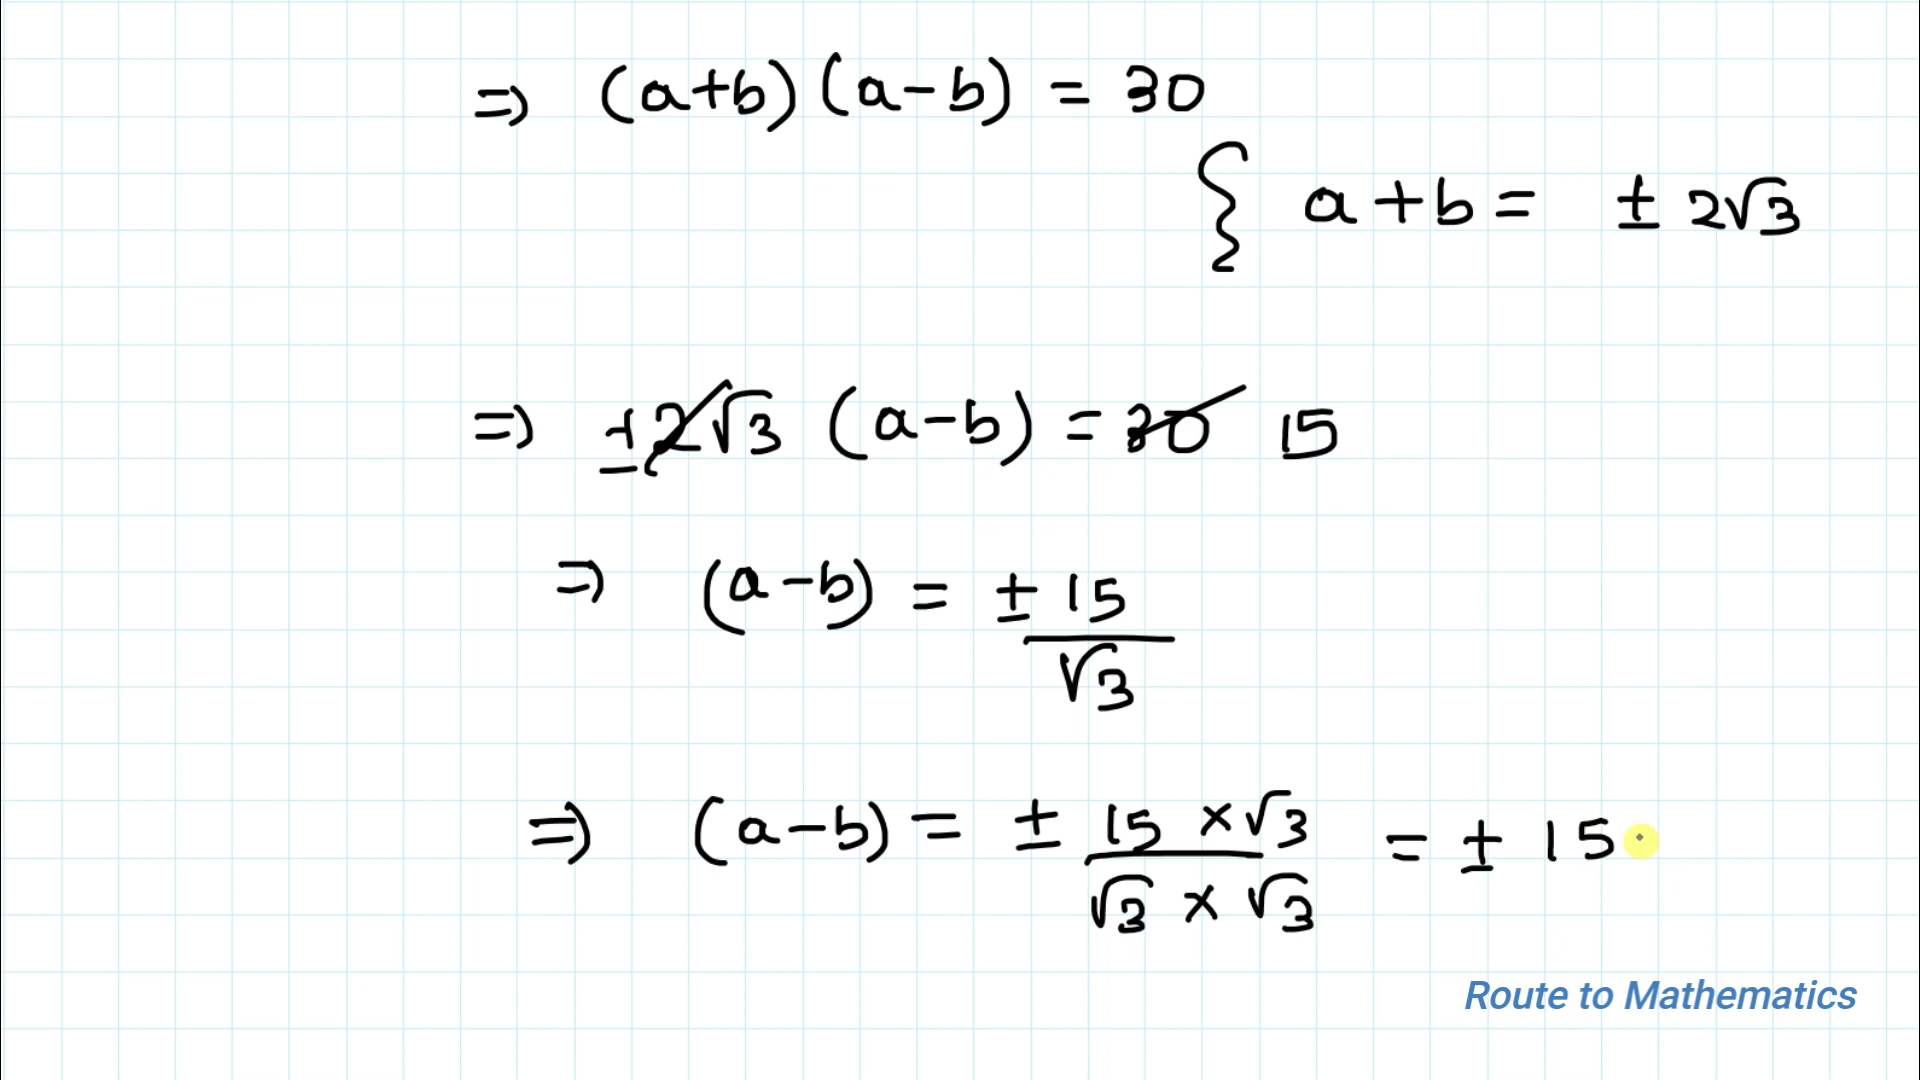 ⇒ (a+b) (a-b) = 30
{ a+b = ± 2√3
⇒ ±2√3 (a-b) = 30 15
⇒ (a-b) = ± 15
√3
⇒ (a-b) = ± 15 ×√3 = ± 15
√3 × √3
Route to Mathematics